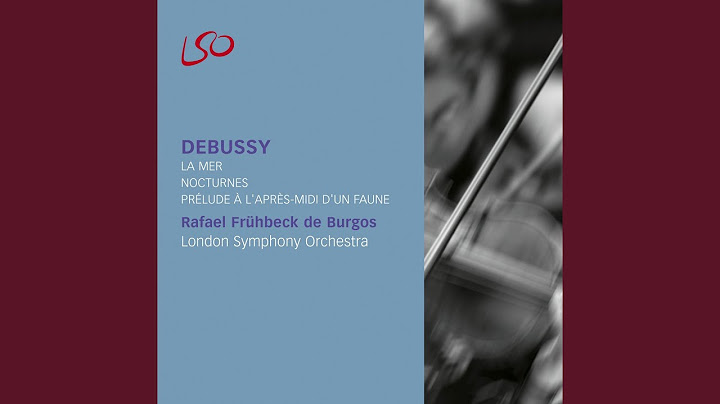 LSO
DEBUSSY
LA MER
NOCTURNES
PRÉLUDE À L'APRÈS-MIDI D'UN FAUNE
Rafael Frühbeck de Burgos
London Symphony Orchestra